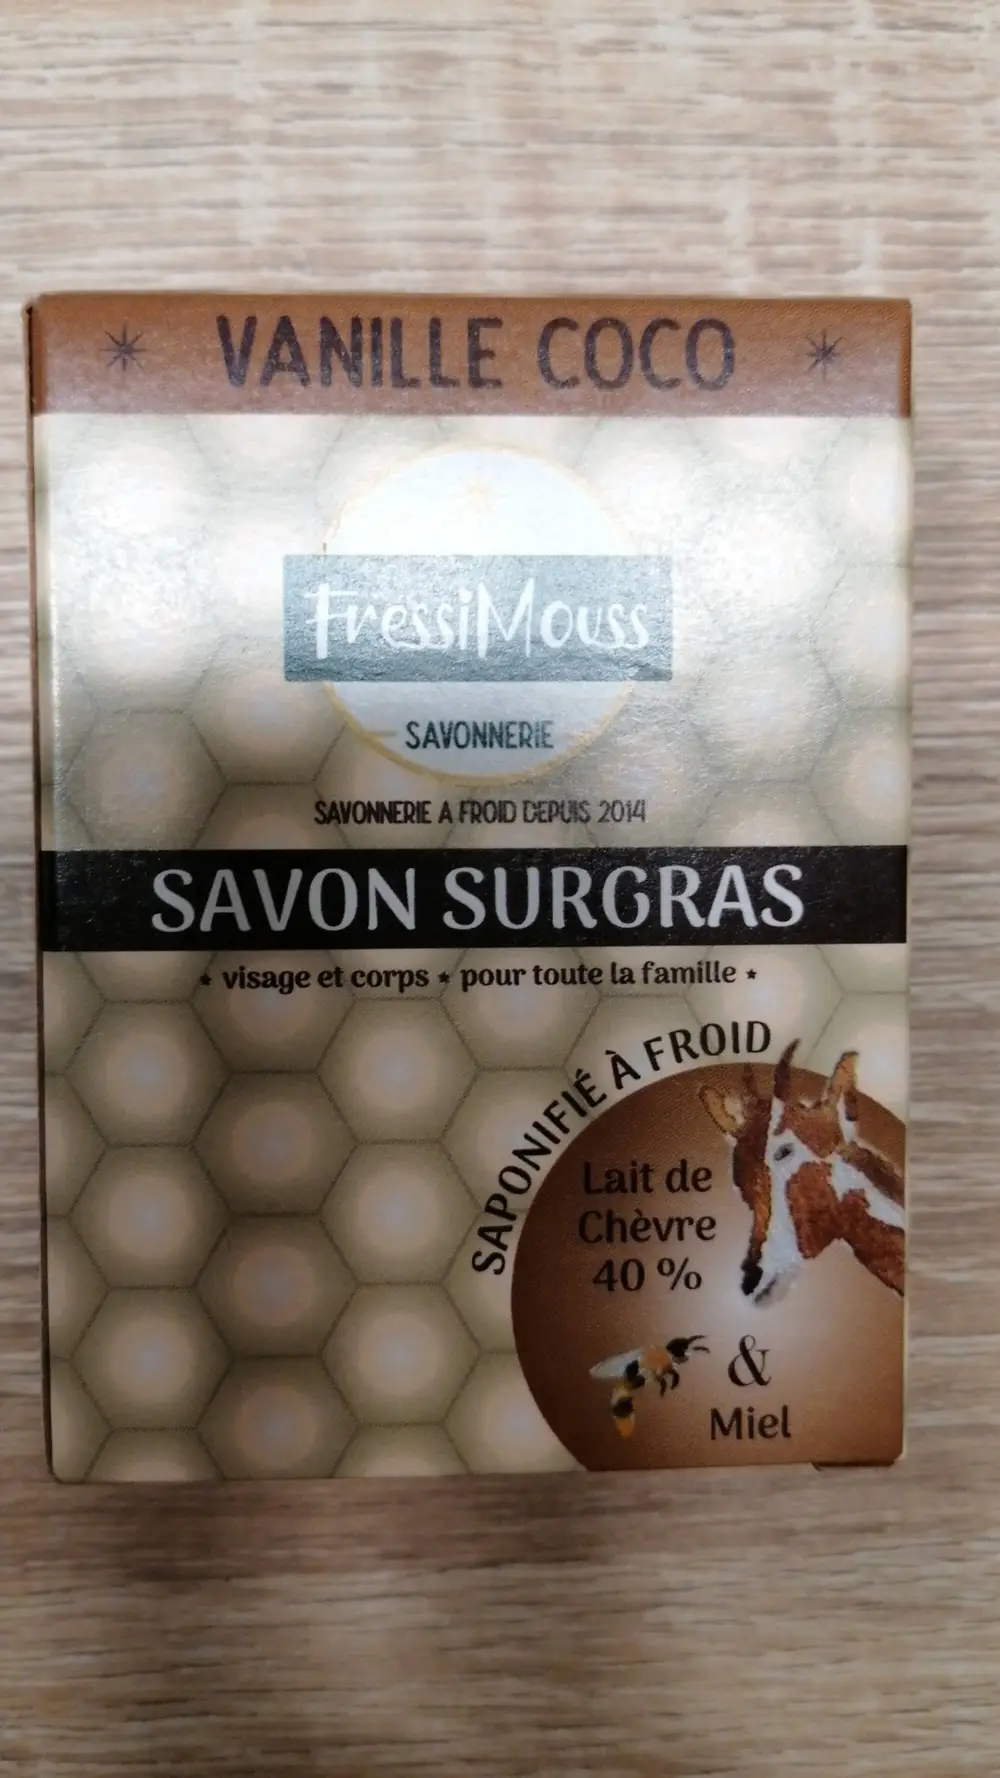 VANILLE COCO
FressiMouss
SAVONNERIE
SAVONNERIE A FROID DEPUIS 2014
SAVON SURGRAS
* visage et corps * pour toute la famille *
SAPONIFIÉ À FROID
Lait de
Chèvre
40 %
&
Miel